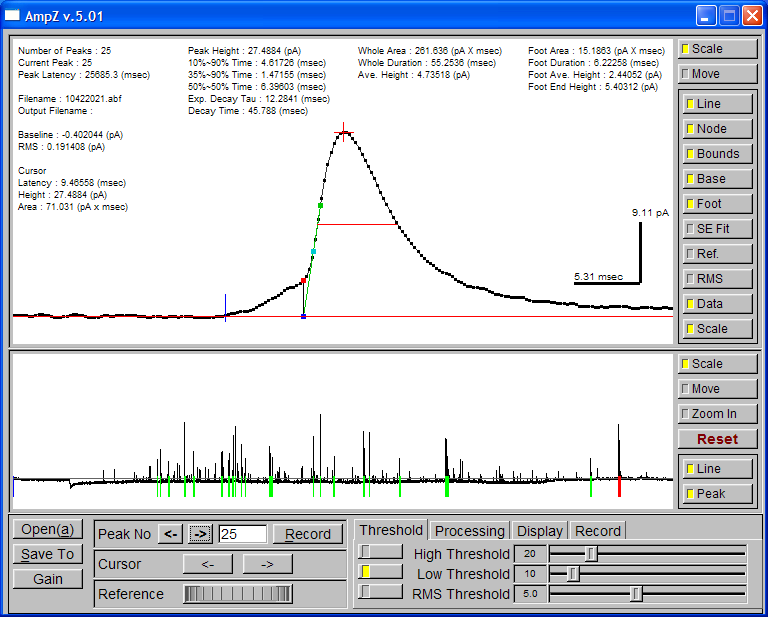 AmpZ v.5.01
Number of Peaks : 25
Current Peak : 25
Peak Latency : 25685.3 (msec)
Filename : 10422021.abf
Output Filename :
Baseline : -0.402044 (pA)
RMS : 0.191408 (pA)
Cursor
Latency : 9.46558 (msec)
Height : 27.4884 (pA)
Area : 71.031 (pA x msec)
Peak Height : 27.4884 (pA)
10%~90% Time : 4.61726 (msec)
35%~90% Time : 1.47155 (msec)
50%~50% Time : 6.39603 (msec)
Exp. Decay Tau : 12.2841 (msec)
Decay Time : 45.788 (msec)
Whole Area : 261.636 (pA X msec)
Whole Duration : 55.2536 (msec)
Ave. Height : 4.73518 (pA)
Foot Area : 15.1863 (pA X msec)
Foot Duration : 6.22258 (msec)
Foot Ave. Height : 2.44052 (pA)
Foot End Height : 5.40312 (pA)
9.11 pA
5.31 msec
Scale
Move
Line
Node
Bounds
Base
Foot
SE Fit
Ref.
RMS
Data
Scale
Scale
Move
Zoom In
Reset
Line
Peak
Open(a)
Save To
Gain
Peak No <- -> 25 Record
Cursor <- ->
Reference
Threshold Processing Display Record
High Threshold 20
Low Threshold 10
RMS Threshold 5.0